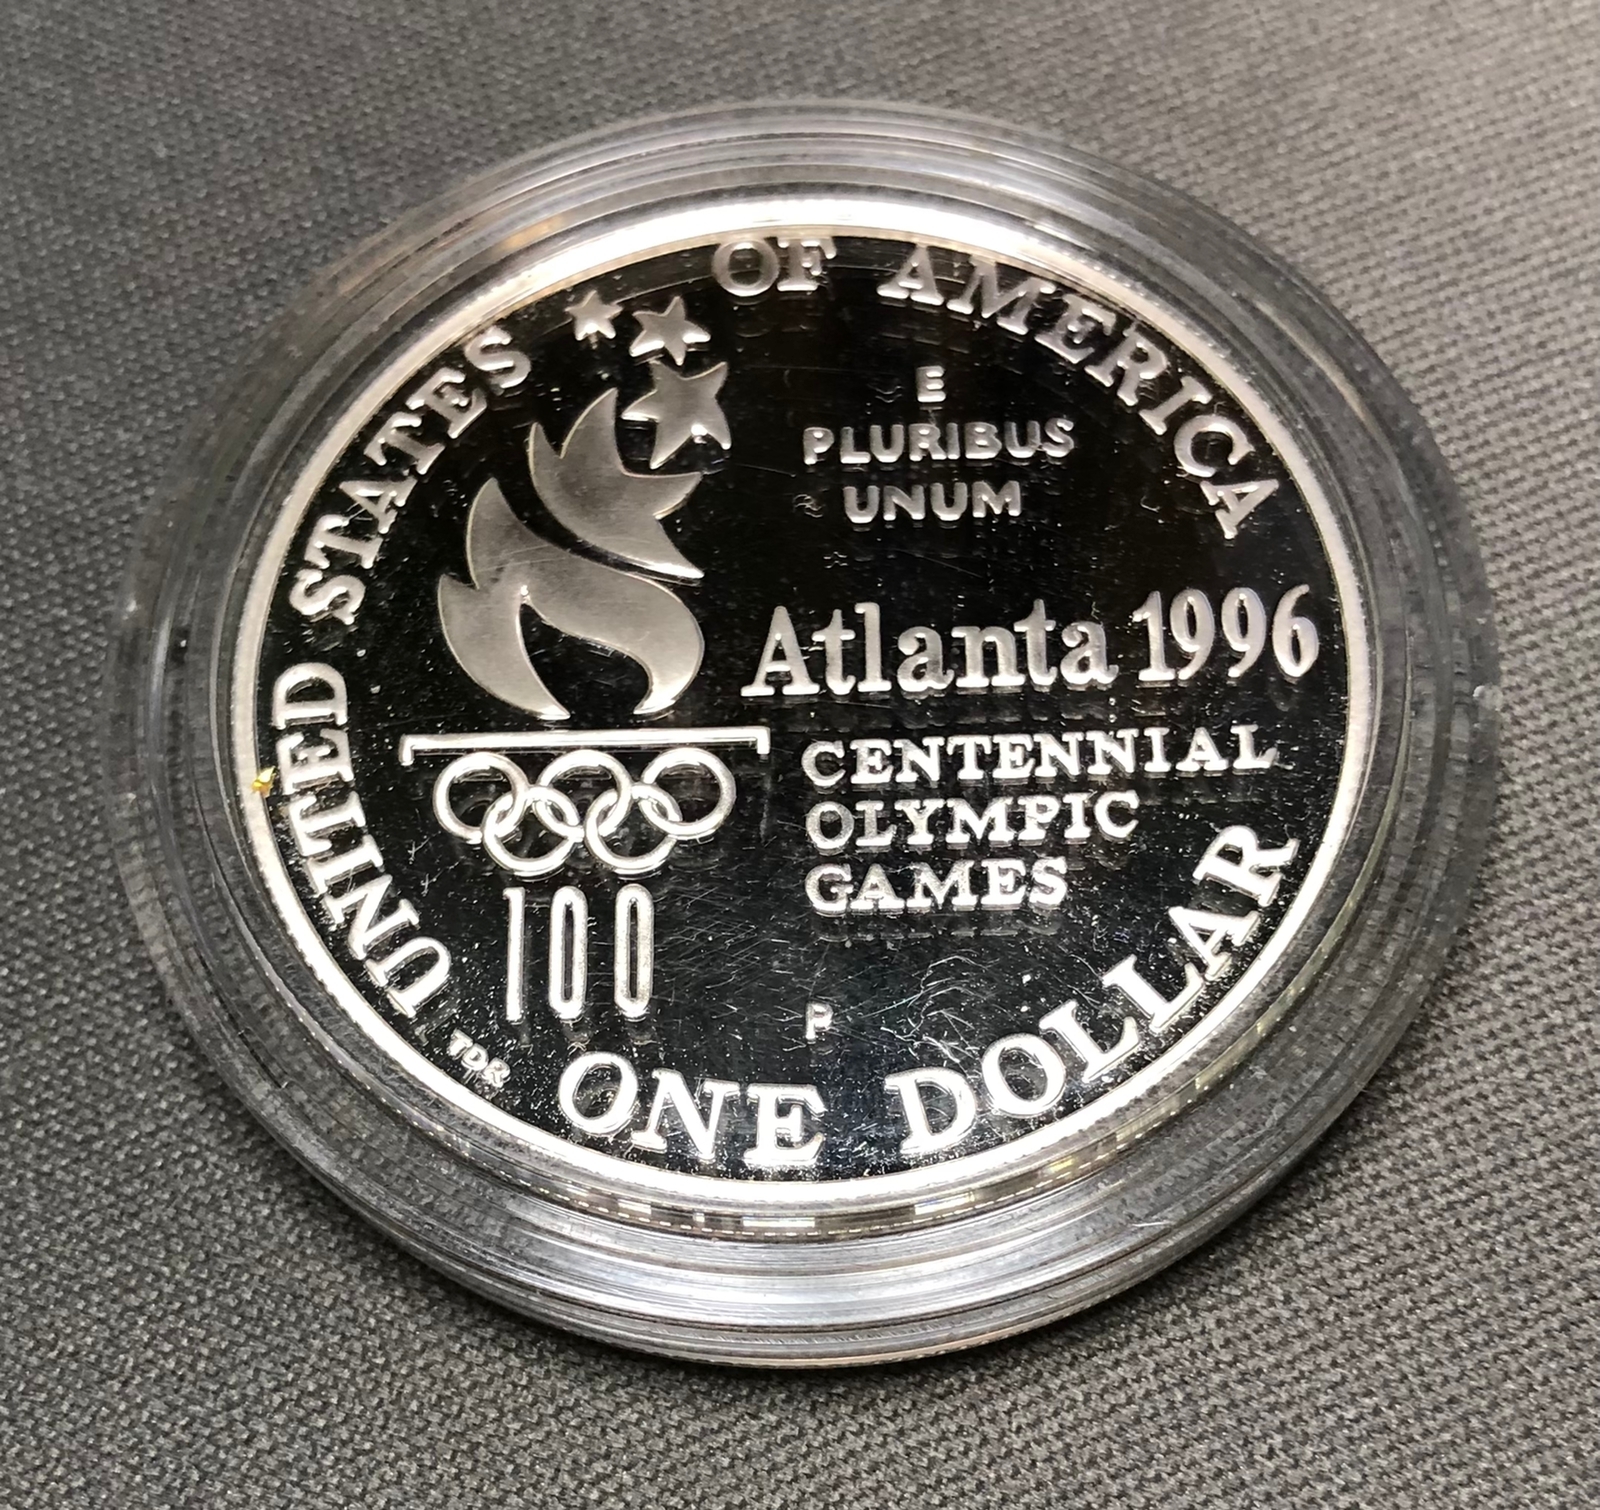 UNITED STATES OF AMERICA
E
PLURIBUS
UNUM
Atlanta 1996
CENTENNIAL
OLYMPIC
GAMES
100
P
TDR
ONE DOLLAR